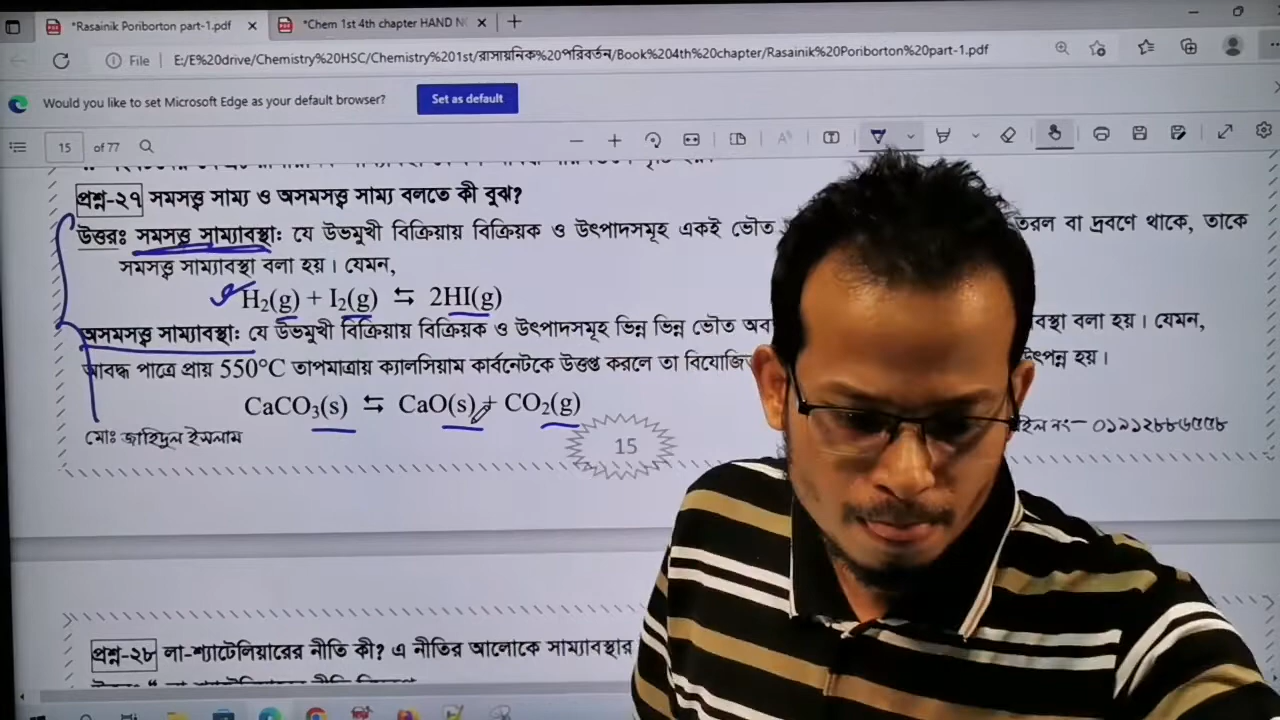 *Rasainik Poriborton part-1.pdf
*Chem 1st 4th chapter HAND N
File E:/E%20drive/Chemistry%20HSC/Chemistry%201st/রাসায়নিক%20পরিবর্তন/Book%204th%20chapter/Rasainik%20Poriborton%20part-1.pdf
Would you like to set Microsoft Edge as your default browser? Set as default
15 of 77
প্রশ্ন-২৭ সমসত্ত্ব সাম্য ও অসমসত্ত্ব সাম্য বলতে কী বুঝ?
উত্তরঃ সমসত্ত্ব সাম্যাবস্থা: যে উভমুখী বিক্রিয়ায় বিক্রিয়ক ও উৎপাদসমূহ একই ভৌত তরল বা দ্রবণে থাকে, তাকে
সমসত্ত্ব সাম্যাবস্থা বলা হয়। যেমন,
H₂(g) + I₂(g) ⇆ 2HI(g)
অসমসত্ত্ব সাম্যাবস্থা: যে উভমুখী বিক্রিয়ায় বিক্রিয়ক ও উৎপাদসমূহ ভিন্ন ভিন্ন ভৌত অব বস্থা বলা হয়। যেমন,
আবদ্ধ পাত্রে প্রায় 550°C তাপমাত্রায় ক্যালসিয়াম কার্বনেটকে উত্তপ্ত করলে তা বিয়োজি ৎপন্ন হয়।
CaCO₃(s) ⇆ CaO(s) + CO₂(g)
মোঃ জাহিদুল ইসলাম 15 ইল নং- ০১৯১২৮৮৬৫৫৮
প্রশ্ন-২৮ লা-শ্যাটেলিয়ারের নীতি কী? এ নীতির আলোকে সাম্যাবস্থার